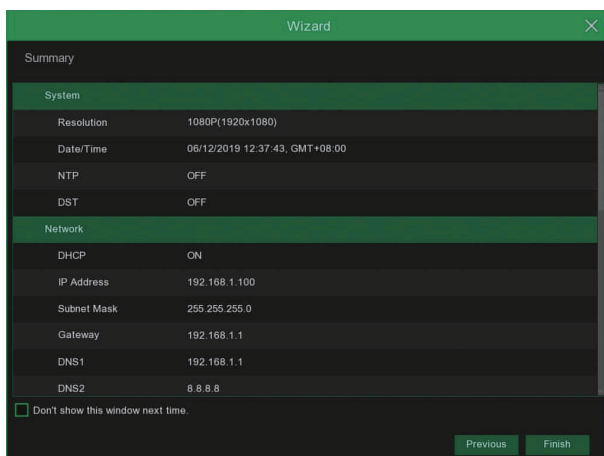 Wizard
Summary
System
Resolution 1080P(1920x1080)
Date/Time 06/12/2019 12:37:43, GMT+08:00
NTP OFF
DST OFF
Network
DHCP ON
IP Address 192.168.1.100
Subnet Mask 255.255.255.0
Gateway 192.168.1.1
DNS1 192.168.1.1
DNS2 8.8.8.8
Don't show this window next time.
Previous Finish